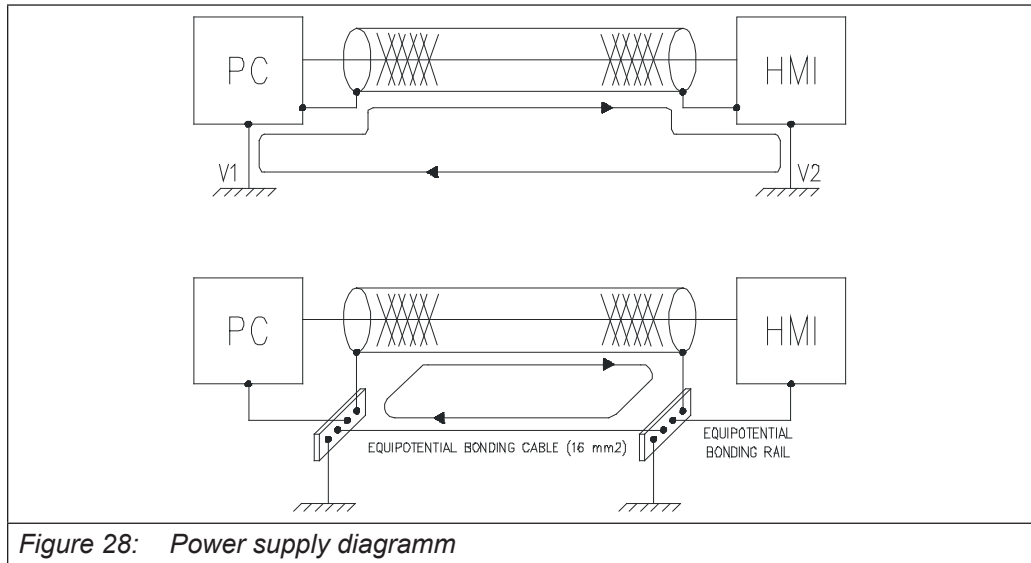 PC
HMI
V1
V2
PC
HMI
EQUIPOTENTIAL BONDING CABLE (16 mm2)
EQUIPOTENTIAL
BONDING RAIL
Figure 28: Power supply diagramm